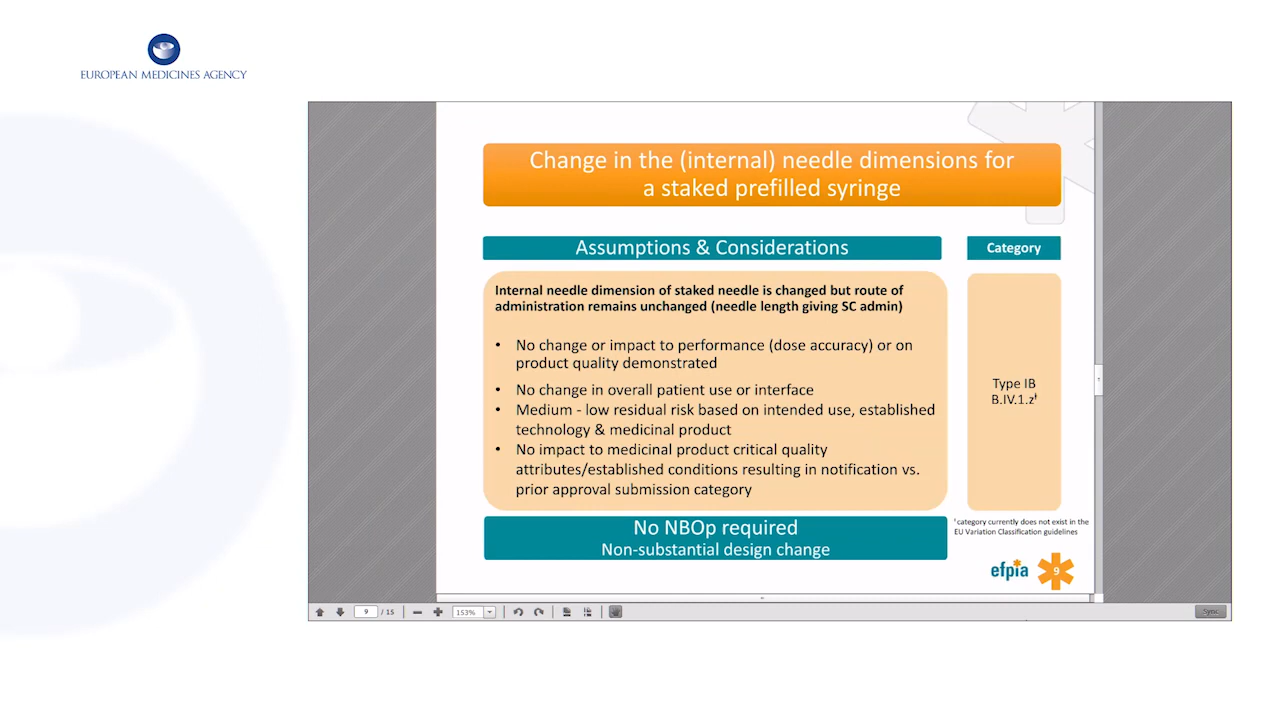 EUROPEAN MEDICINES AGENCY
Change in the (internal) needle dimensions for
a staked prefilled syringe
Assumptions & Considerations
Category
Internal needle dimension of staked needle is changed but route of
administration remains unchanged (needle length giving SC admin)
• No change or impact to performance (dose accuracy) or on
product quality demonstrated
• No change in overall patient use or interface
• Medium - low residual risk based on intended use, established
technology & medicinal product
• No impact to medicinal product critical quality
attributes/established conditions resulting in notification vs.
prior approval submission category
Type IB
B.IV.1.zƗ
No NBOp required
Non-substantial design change
Ɨcategory currently does not exist in the
EU Variation Classification guidelines
efpia
9
9 / 15
153%
Sync